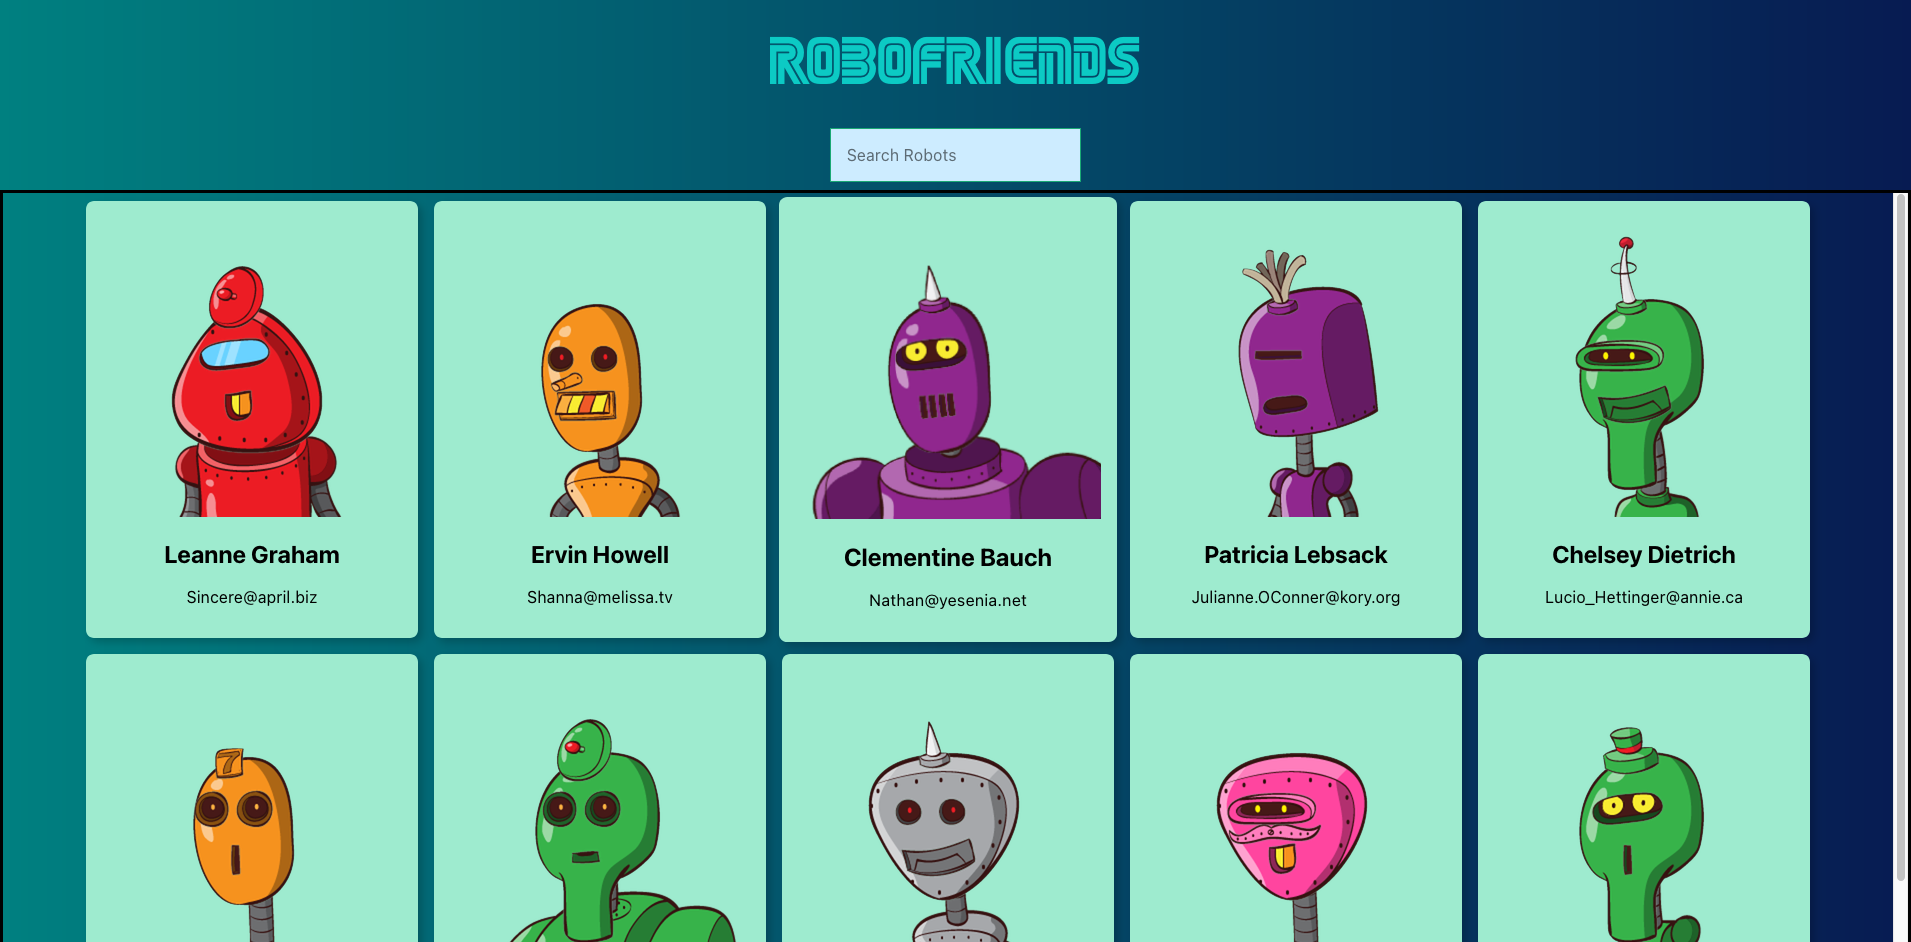 ROBOFRIENDS
Search Robots
Leanne Graham
Sincere@april.biz
Ervin Howell
Shanna@melissa.tv
Clementine Bauch
Nathan@yesenia.net
Patricia Lebsack
Julianne.OConner@kory.org
Chelsey Dietrich
Lucio_Hettinger@annie.ca
7